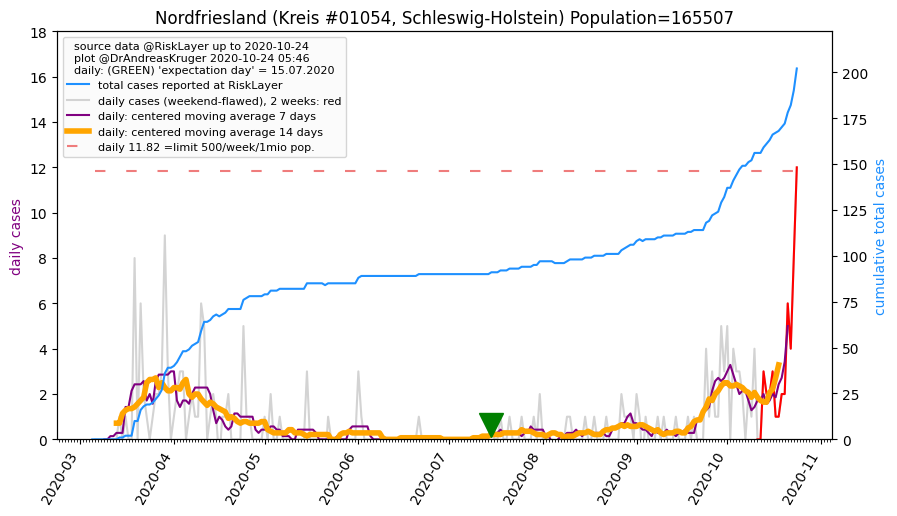 Nordfriesland (Kreis #01054, Schleswig-Holstein) Population=165507
source data @RiskLayer up to 2020-10-24
plot @DrAndreasKruger 2020-10-24 05:46
daily: (GREEN) 'expectation day' = 15.07.2020
total cases reported at RiskLayer
daily cases (weekend-flawed), 2 weeks: red
daily: centered moving average 7 days
daily: centered moving average 14 days
daily 11.82 =limit 500/week/1mio pop.
daily cases
18
16
14
12
10
8
6
4
2
0
200
175
150
125
100
75
50
25
0
cumulative total cases
2020-03
2020-04
2020-05
2020-06
2020-07
2020-08
2020-09
2020-10
2020-11